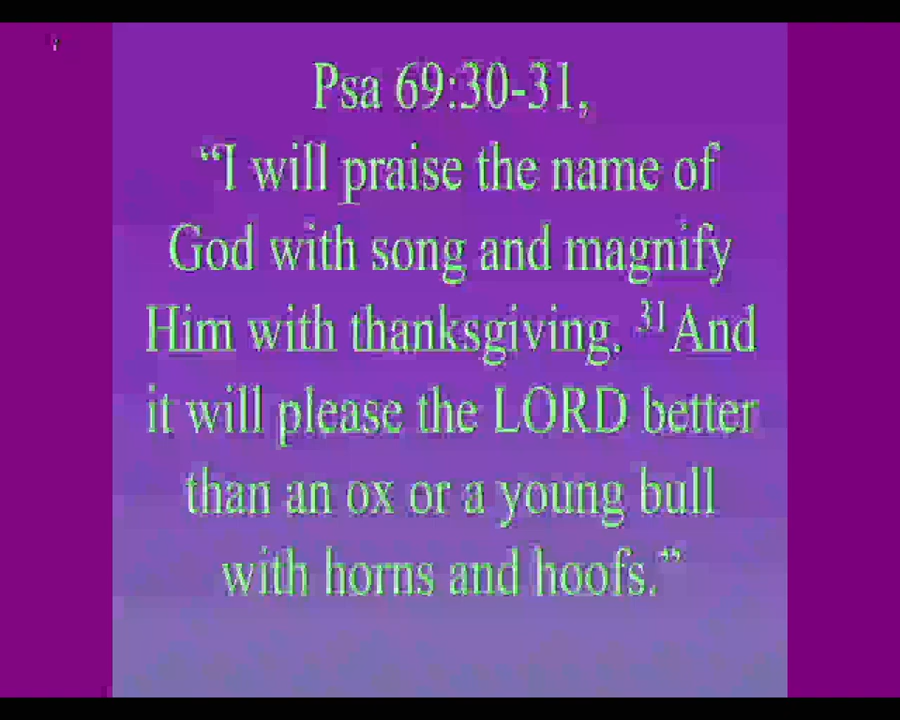 Psa 69:30-31,
“I will praise the name of
God with song and magnify
Him with thanksgiving. 31 And
it will please the LORD better
than an ox or a young bull
with horns and hoofs.”